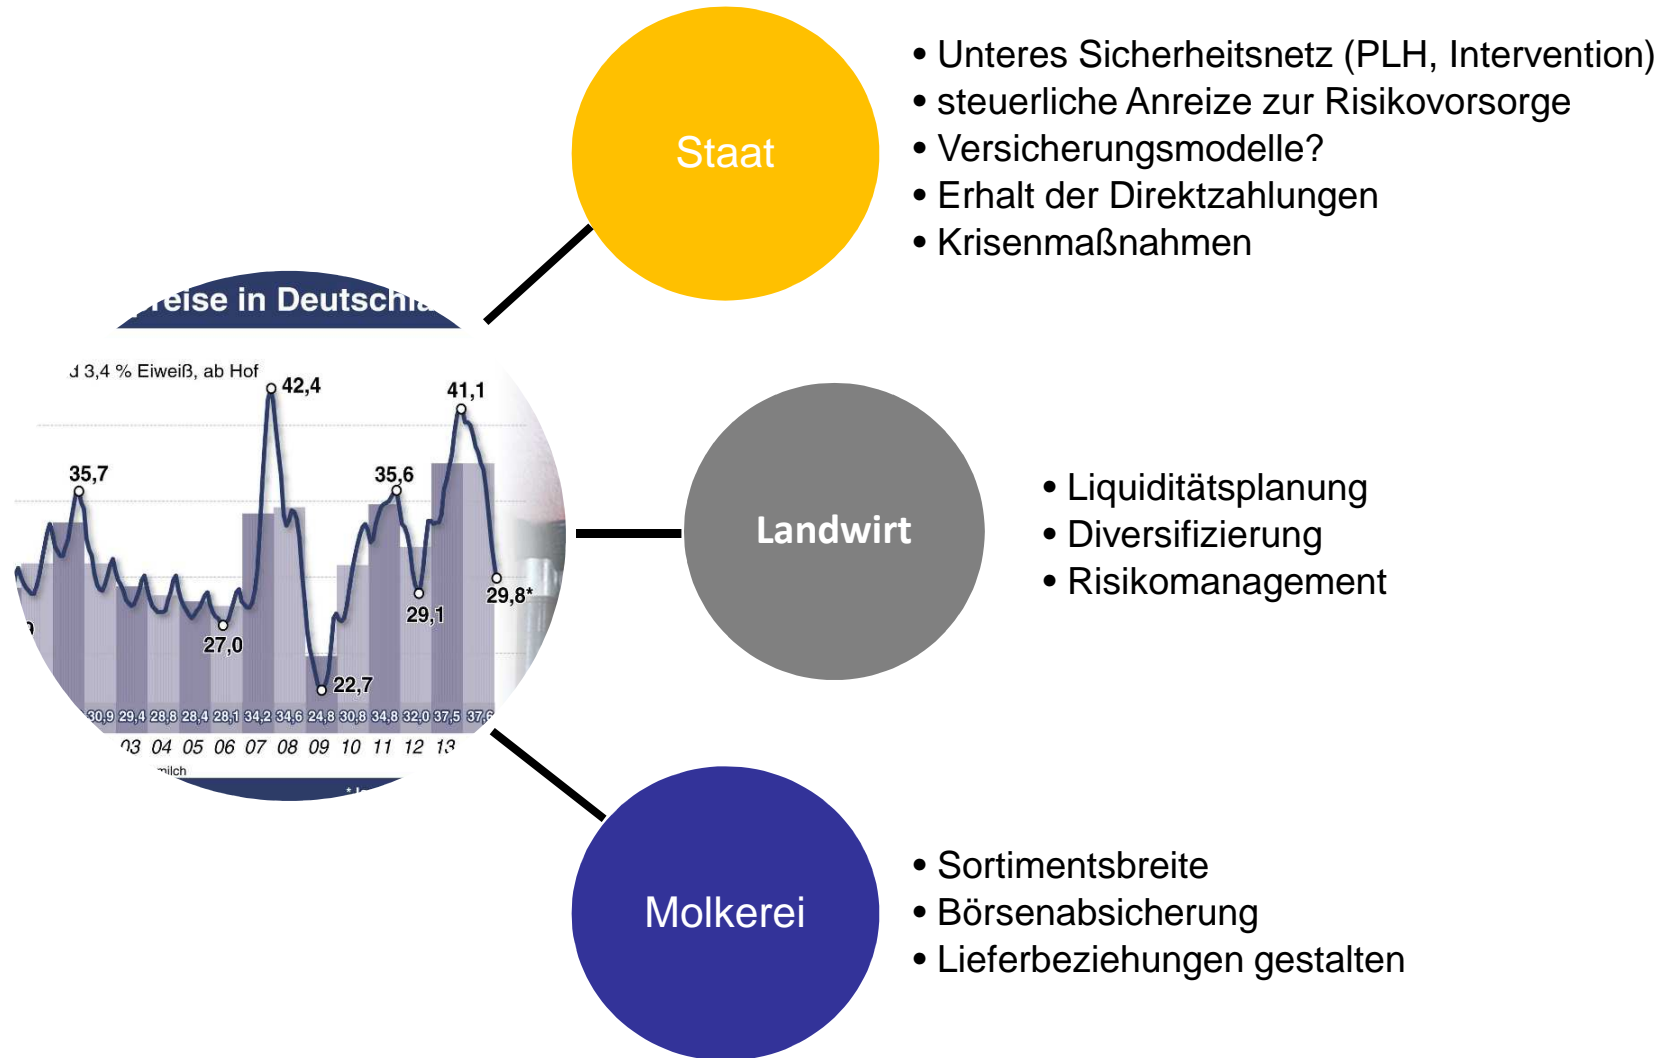 Staat
• Unteres Sicherheitsnetz (PLH, Intervention)
• steuerliche Anreize zur Risikovorsorge
• Versicherungsmodelle?
• Erhalt der Direktzahlungen
• Krisenmaßnahmen
in
3,4 % Eiweiß, ab Hof
42,4
41,1
35,7
35,6
29,8*
29,1
27,0
22,7
30,9 29,4 28,8 28,4 28,1 34,2 34,6 24,8 30,8 34,8 32,0 37,5 37,6
03 04 05 06 07 08 09 10 11 12 13
Landwirt
• Liquiditätsplanung
• Diversifizierung
• Risikomanagement
Molkerei
• Sortimentsbreite
• Börsenabsicherung
• Lieferbeziehungen gestalten